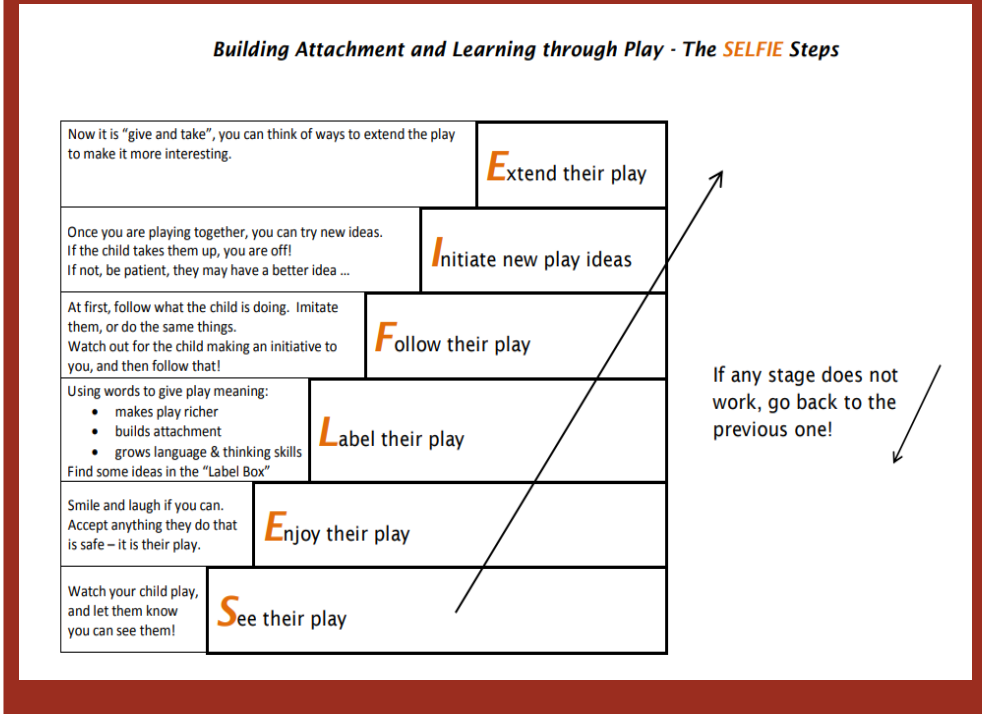 Building Attachment and Learning through Play - The SELFIE Steps
Now it is “give and take”, you can think of ways to extend the play
to make it more interesting.
Extend their play
Once you are playing together, you can try new ideas.
If the child takes them up, you are off!
If not, be patient, they may have a better idea ...
Initiate new play ideas
At first, follow what the child is doing.  Imitate
them, or do the same things.
Watch out for the child making an initiative to
you, and then follow that!
Follow their play
Using words to give play meaning:
• makes play richer
• builds attachment
• grows language & thinking skills
Find some ideas in the “Label Box”
Label their play
Smile and laugh if you can.
Accept anything they do that
is safe – it is their play.
Enjoy their play
Watch your child play,
and let them know
you can see them!
See their play
If any stage does not
work, go back to the
previous one!